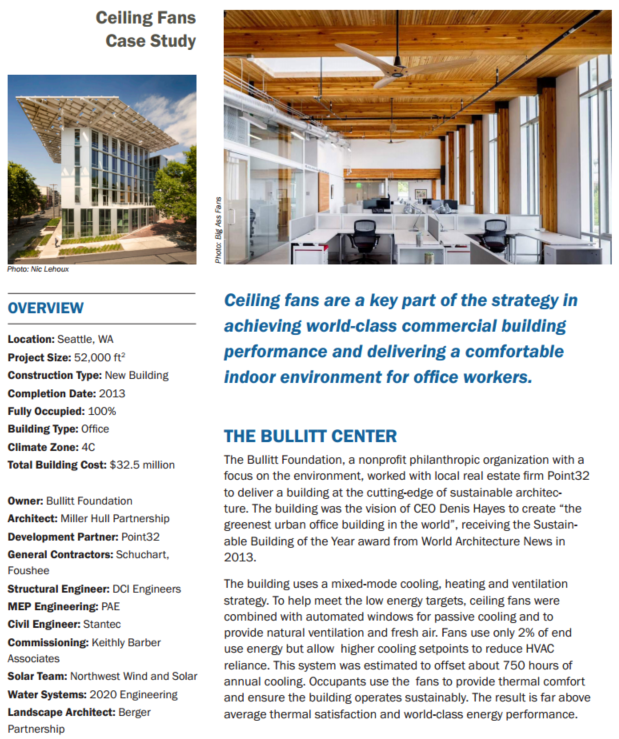 Ceiling Fans
Case Study
Photo: Nic Lehoux
Photo: Big Ass Fans
OVERVIEW
Location: Seattle, WA
Project Size: 52,000 ft²
Construction Type: New Building
Completion Date: 2013
Fully Occupied: 100%
Building Type: Office
Climate Zone: 4C
Total Building Cost: $32.5 million
Owner: Bullitt Foundation
Architect: Miller Hull Partnership
Development Partner: Point32
General Contractors: Schuchart,
Foushee
Structural Engineer: DCI Engineers
MEP Engineering: PAE
Civil Engineer: Stantec
Commissioning: Keithly Barber
Associates
Solar Team: Northwest Wind and Solar
Water Systems: 2020 Engineering
Landscape Architect: Berger
Partnership
Ceiling fans are a key part of the strategy in
achieving world-class commercial building
performance and delivering a comfortable
indoor environment for office workers.
THE BULLITT CENTER
The Bullitt Foundation, a nonprofit philanthropic organization with a
focus on the environment, worked with local real estate firm Point32
to deliver a building at the cutting-edge of sustainable architec-
ture. The building was the vision of CEO Denis Hayes to create “the
greenest urban office building in the world”, receiving the Sustain-
able Building of the Year award from World Architecture News in
2013.
The building uses a mixed-mode cooling, heating and ventilation
strategy. To help meet the low energy targets, ceiling fans were
combined with automated windows for passive cooling and to
provide natural ventilation and fresh air. Fans use only 2% of end
use energy but allow  higher cooling setpoints to reduce HVAC
reliance. This system was estimated to offset about 750 hours of
annual cooling. Occupants use the  fans to provide thermal comfort
and ensure the building operates sustainably. The result is far above
average thermal satisfaction and world-class energy performance.